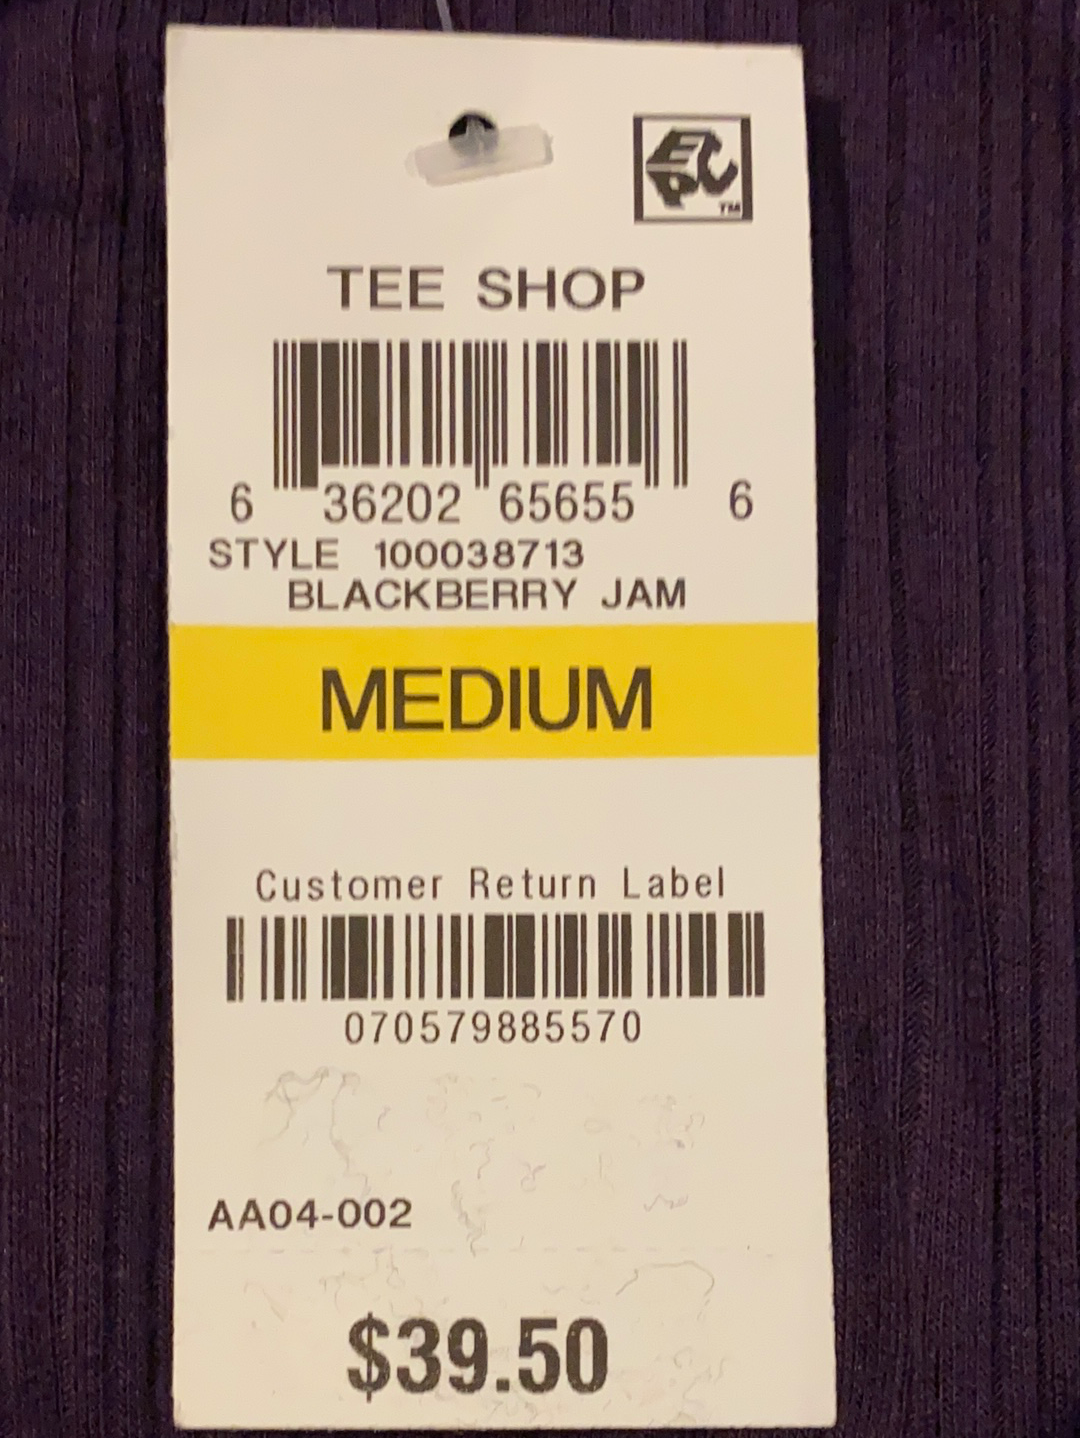 EPC
TM
TEE SHOP
6 36202 65655 6
STYLE 100038713
BLACKBERRY JAM
MEDIUM
Customer Return Label
070579885570
AA04-002
$39.50